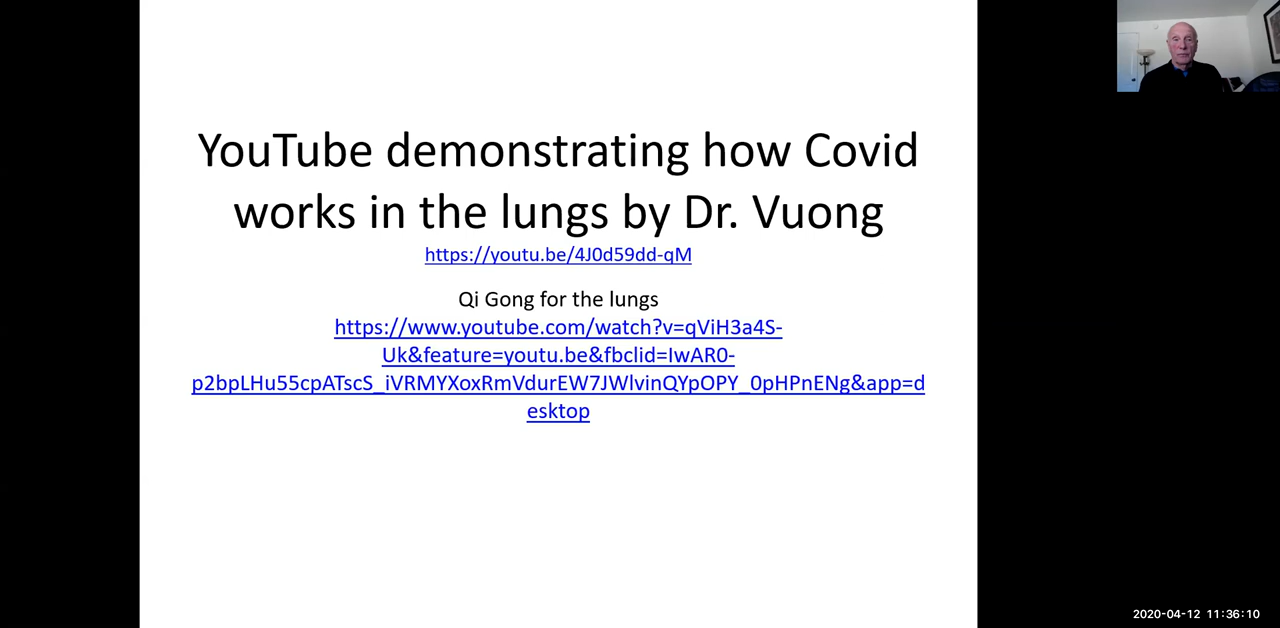 YouTube demonstrating how Covid
works in the lungs by Dr. Vuong
https://youtu.be/4J0d59dd-qM
Qi Gong for the lungs
https://www.youtube.com/watch?v=qViH3a4S-
Uk&feature=youtu.be&fbclid=IwAR0-
p2bpLHu55cpATscS_iVRMYXoxRmVdurEW7JWlvinQYpOPY_0pHPnENg&app=d
esktop
2020-04-12 11:36:10